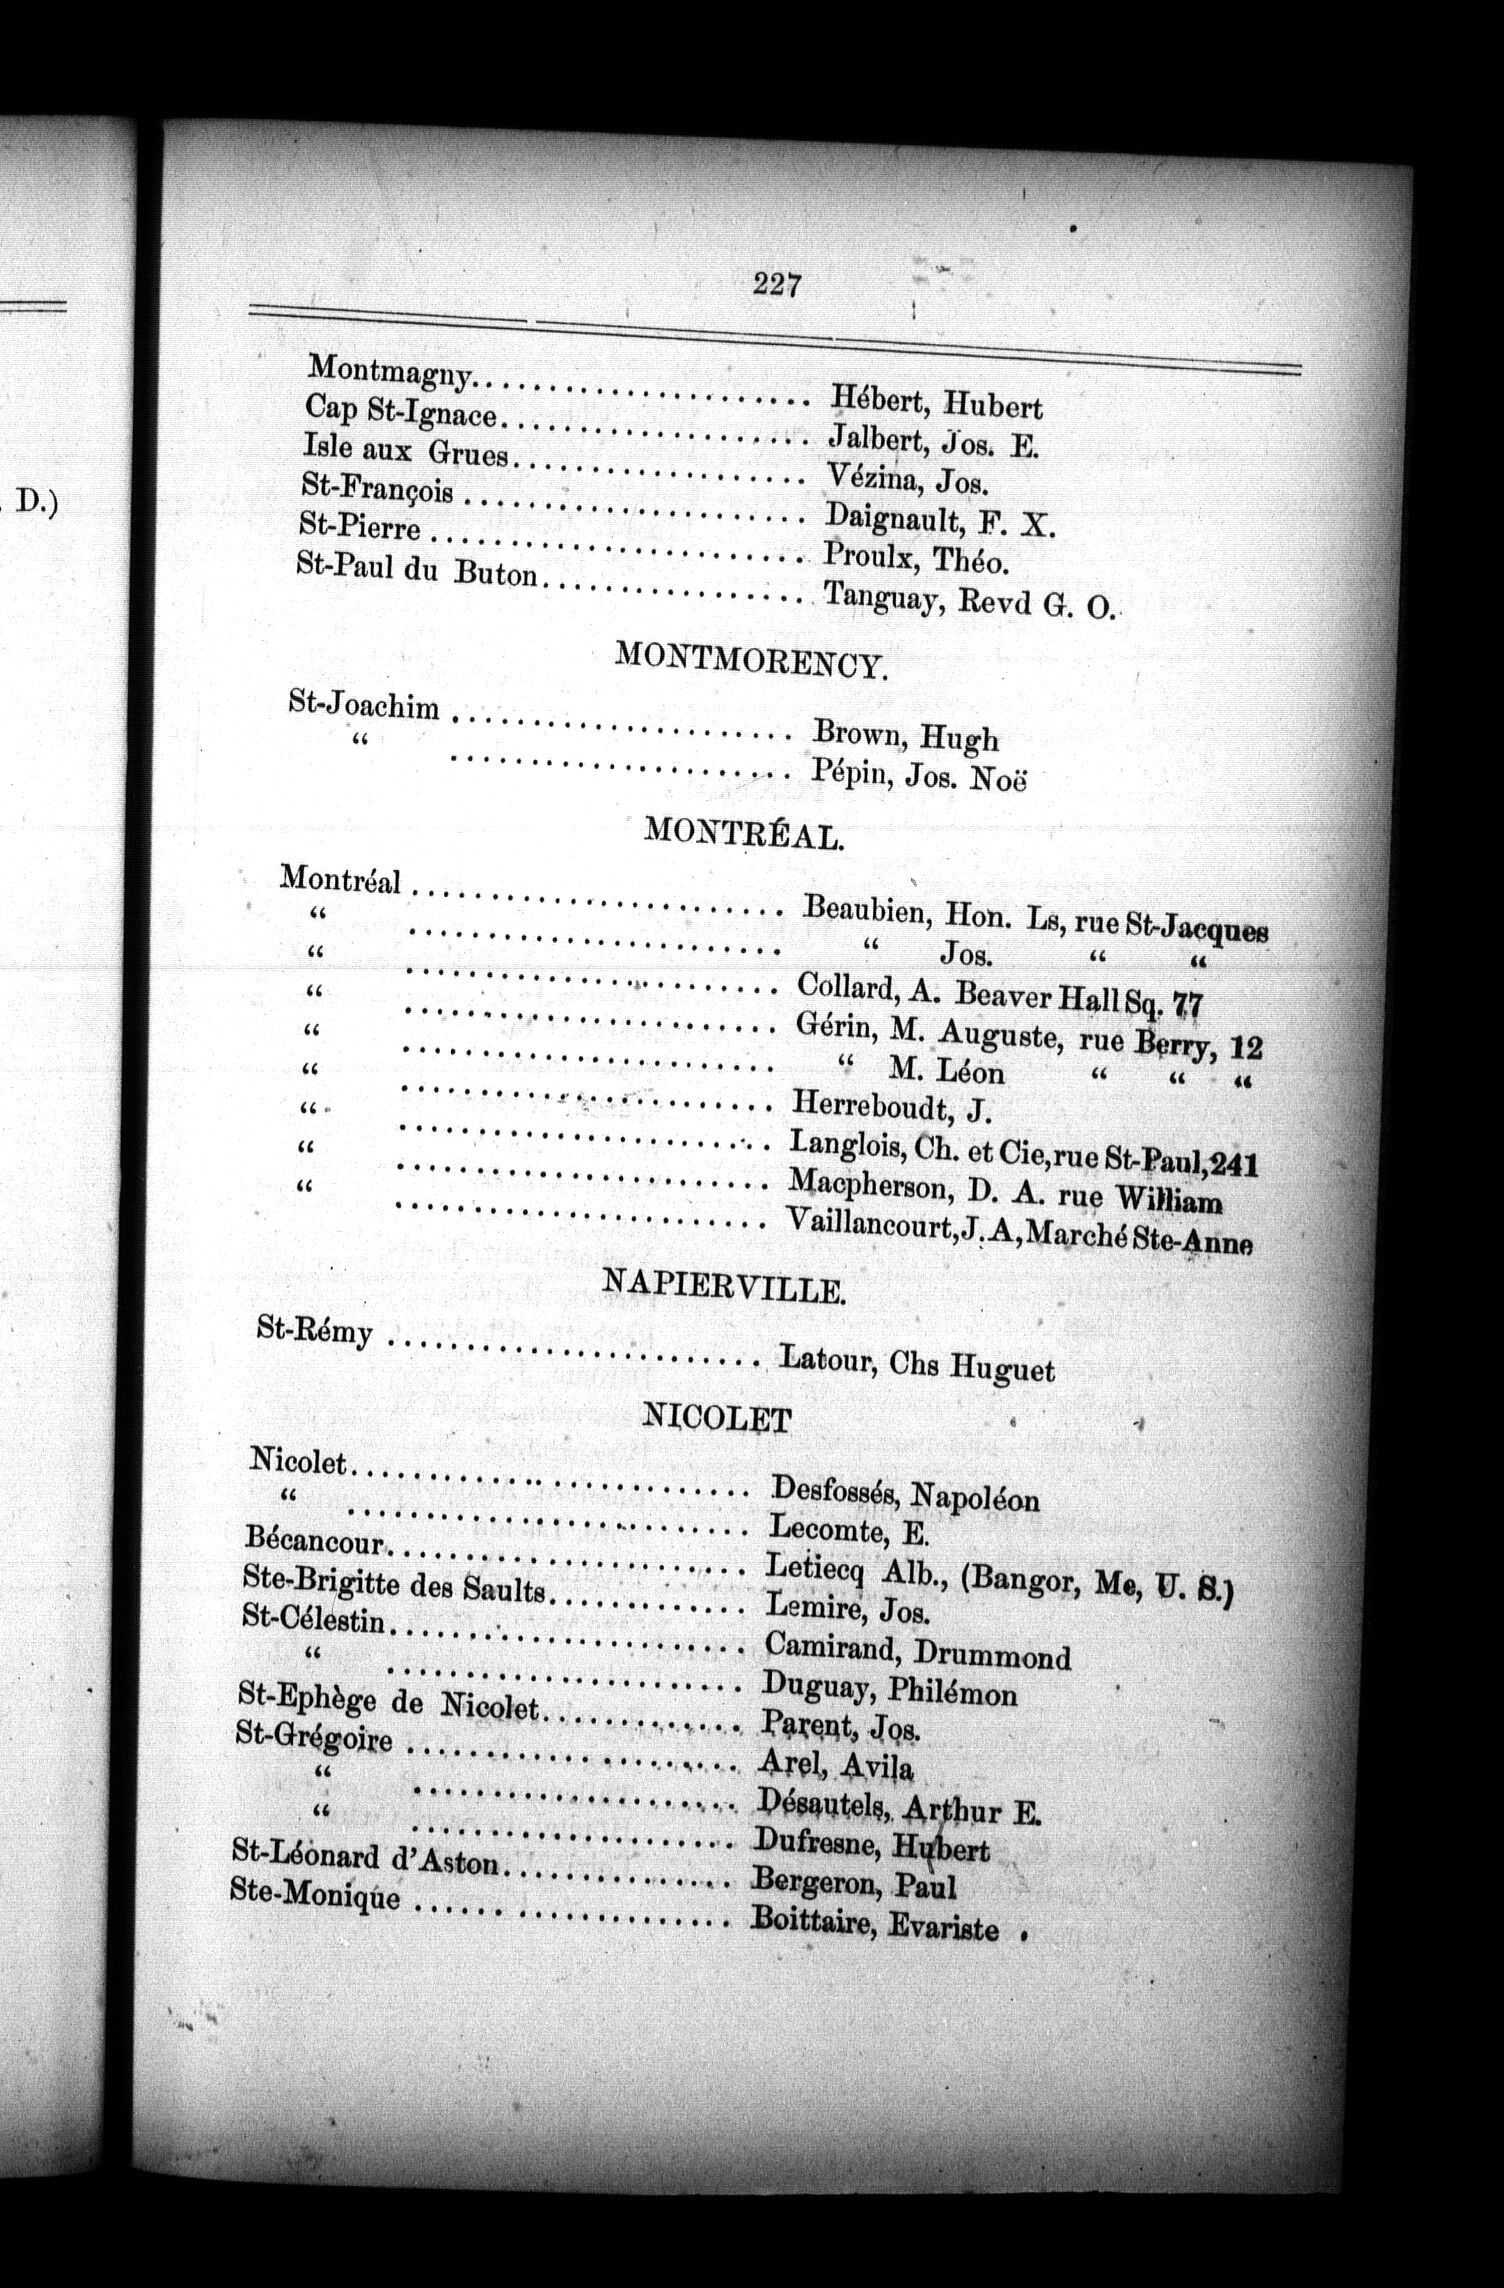 227
D.)
Montmagny...................... Hébert, Hubert
Cap St-Ignace.................... Jalbert, Jos. E.
Isle aux Grues................... Vézina, Jos.
St-François ...................... Daignault, F. X.
St-Pierre ........................ Proulx, Théo.
St-Paul du Buton................. Tanguay, Revd G. O.
MONTMORENCY.
St-Joachim ...................... Brown, Hugh
“ ...................... Pépin, Jos. Noë
MONTRÉAL.
Montréal ........................ Beaubien, Hon. Ls, rue St-Jacques
“ ........................ “ Jos. “ “
“ ........................ Collard, A. Beaver Hall Sq. 77
“ ........................ Gérin, M. Auguste, rue Berry, 12
“ ........................ “ M. Léon “ “ “
“ ........................ Herreboudt, J.
“ ........................ Langlois, Ch. et Cie, rue St-Paul, 241
“ ........................ Macpherson, D. A. rue William
“ ........................ Vaillancourt, J. A, Marché Ste-Anne
NAPIERVILLE.
St-Rémy ........................ Latour, Chs Huguet
NICOLET
Nicolet.......................... Desfossés, Napoléon
“ .......................... Lecomte, E.
Bécancour....................... Letiecq Alb., (Bangor, Me, U. S.)
Ste-Brigitte des Saults............. Lemire, Jos.
St-Célestin....................... Camirand, Drummond
“ ....................... Duguay, Philémon
St-Ephège de Nicolet............. Parent, Jos.
St-Grégoire ..................... Arel, Avila
“ ..................... Désautels, Arthur E.
“ ..................... Dufresne, Hubert
St-Léonard d’Aston............... Bergeron, Paul
Ste-Monique .................... Boittaire, Evariste .